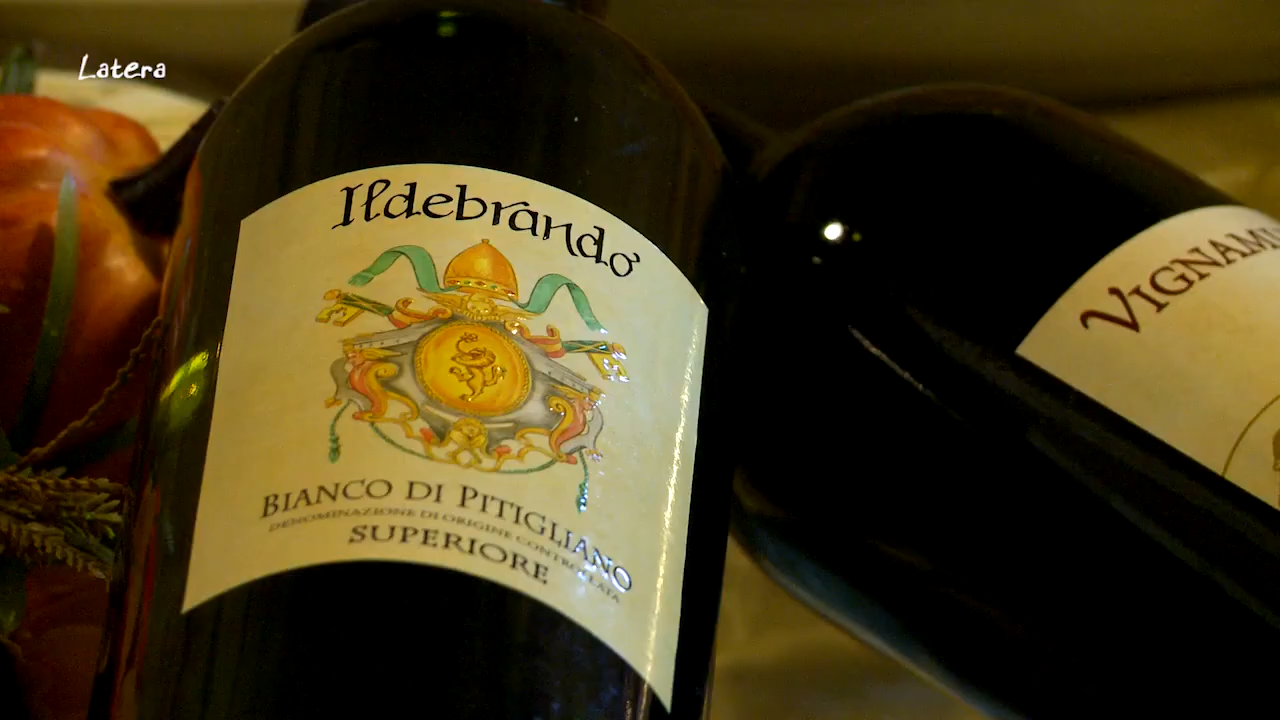 Latera
Ildebrando
BIANCO DI PITIGLIANO
DENOMINAZIONE DI ORIGINE CONTROLLATA
SUPERIORE